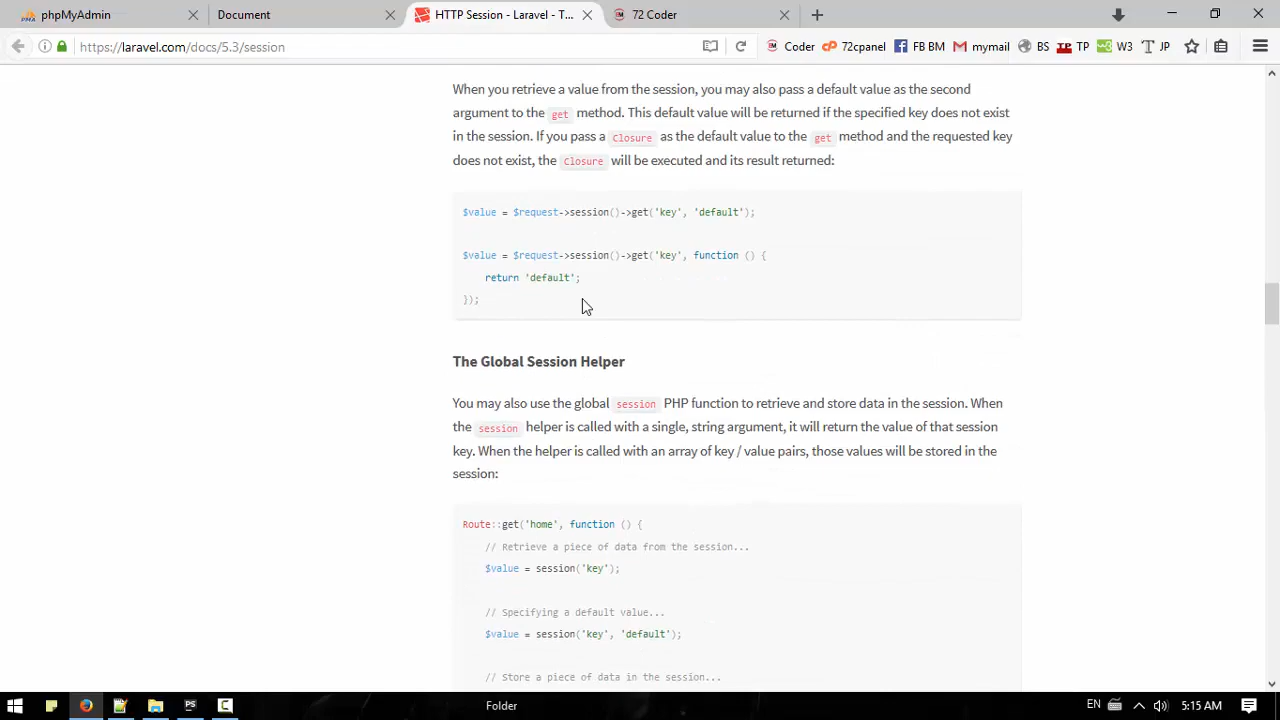 phpMyAdmin
Document
HTTP Session - Laravel - T...
72 Coder
https://laravel.com/docs/5.3/session
Coder
72cpanel
FB BM
mymail
BS
TP
W3
JP
When you retrieve a value from the session, you may also pass a default value as the second
argument to the get method. This default value will be returned if the specified key does not exist
in the session. If you pass a Closure as the default value to the get method and the requested key
does not exist, the Closure will be executed and its result returned:
$value = $request->session()->get('key', 'default');
$value = $request->session()->get('key', function () {
return 'default';
});
The Global Session Helper
You may also use the global session PHP function to retrieve and store data in the session. When
the session helper is called with a single, string argument, it will return the value of that session
key. When the helper is called with an array of key / value pairs, those values will be stored in the
session:
Route::get('home', function () {
// Retrieve a piece of data from the session...
$value = session('key');
// Specifying a default value...
$value = session('key', 'default');
// Store a piece of data in the session...
Folder
EN
5:15 AM